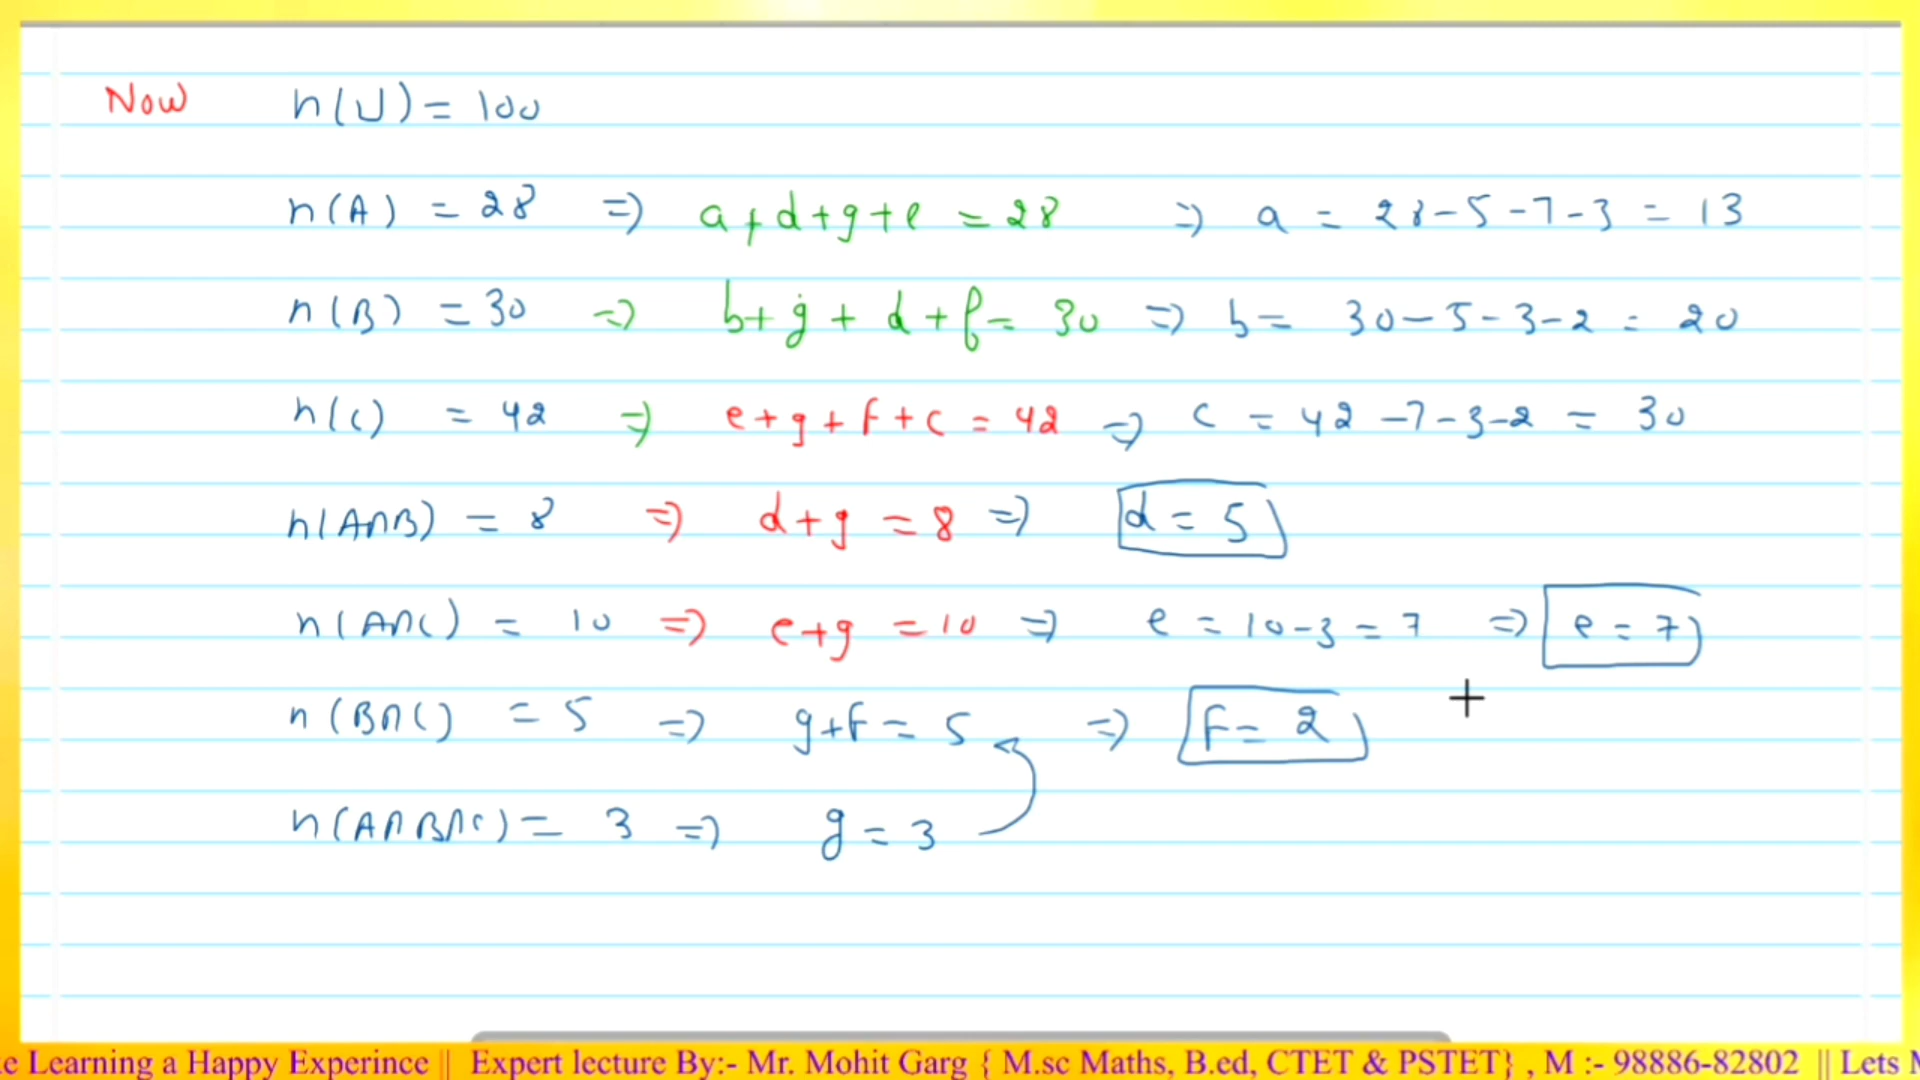 Now n(U) = 100
n(A) = 28 => a+d+g+e = 28 => a = 28-5-7-3 = 13
n(B) = 30 => b+g+d+f = 30 => b = 30-5-3-2 = 20
n(C) = 42 => e+g+f+c = 42 => c = 42-7-3-2 = 30
n(A∩B) = 8 => d+g = 8 => d = 5
n(A∩C) = 10 => e+g = 10 => e = 10-3 = 7 => e = 7
n(B∩C) = 5 => g+f = 5 => f = 2
n(A∩B∩C) = 3 => g = 3
e Learning a Happy Experince || Expert lecture By:- Mr. Mohit Garg { M.sc Maths, B.ed, CTET & PSTET} , M :- 98886-82802 || Lets